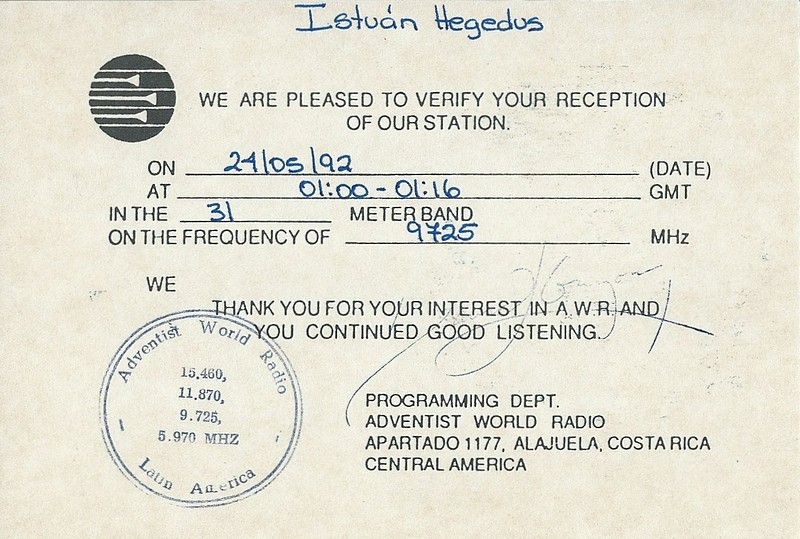 István Hegedus
WE ARE PLEASED TO VERIFY YOUR RECEPTION
OF OUR STATION.
ON 24/05/92 (DATE)
AT 01:00 - 01:16 GMT
IN THE 31 METER BAND
ON THE FREQUENCY OF 9725 MHz
WE
THANK YOU FOR YOUR INTEREST IN A.W.R. AND
YOU CONTINUED GOOD LISTENING.
Adventist World Radio
15.460,
11.870,
9.725,
5.970 MHZ
Latin America
PROGRAMMING DEPT.
ADVENTIST WORLD RADIO
APARTADO 1177, ALAJUELA, COSTA RICA
CENTRAL AMERICA